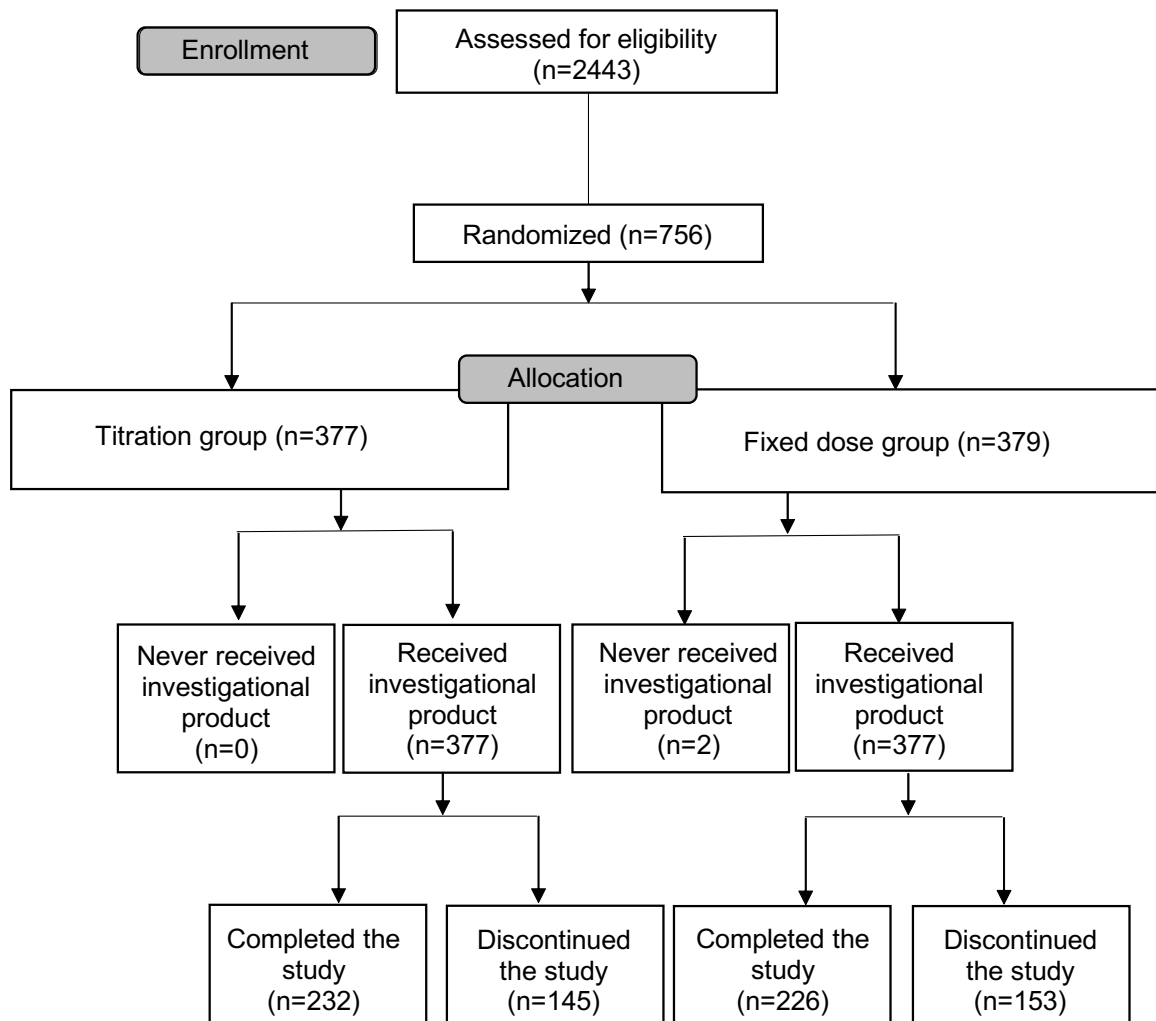 Enrollment
Assessed for eligibility
(n=2443)
Randomized (n=756)
Allocation
Titration group (n=377)
Fixed dose group (n=379)
Never received
investigational
product
(n=0)
Received
investigational
product
(n=377)
Never received
investigational
product
(n=2)
Received
investigational
product
(n=377)
Completed the
study
(n=232)
Discontinued
the study
(n=145)
Completed the
study
(n=226)
Discontinued
the study
(n=153)